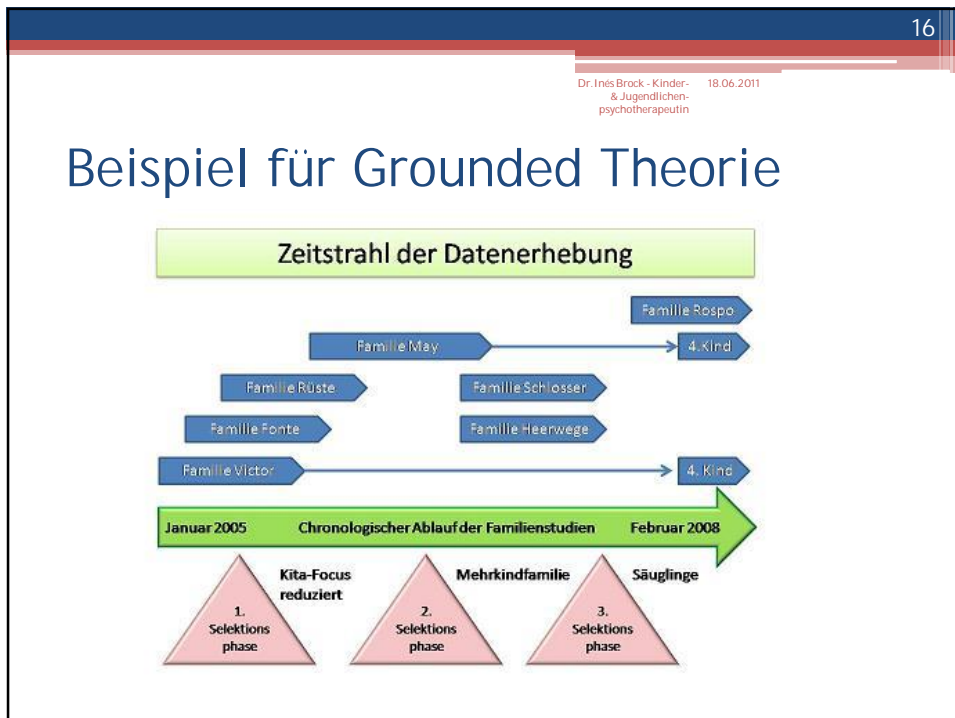 16
Dr. Inés Brock - Kinder- 18.06.2011
& Jugendlichen-
psychotherapeutin
Beispiel für Grounded Theorie
Zeitstrahl der Datenerhebung
Familie Rospo
Familie May 4.Kind
Familie Rüste Familie Schlosser
Familie Fonte Familie Heerwege
Familie Victor 4. Kind
Januar 2005 Chronologischer Ablauf der Familienstudien Februar 2008
Kita-Focus Mehrkindfamilie Säuglinge
reduziert
1. 2. 3.
Selektions Selektions Selektions
phase phase phase